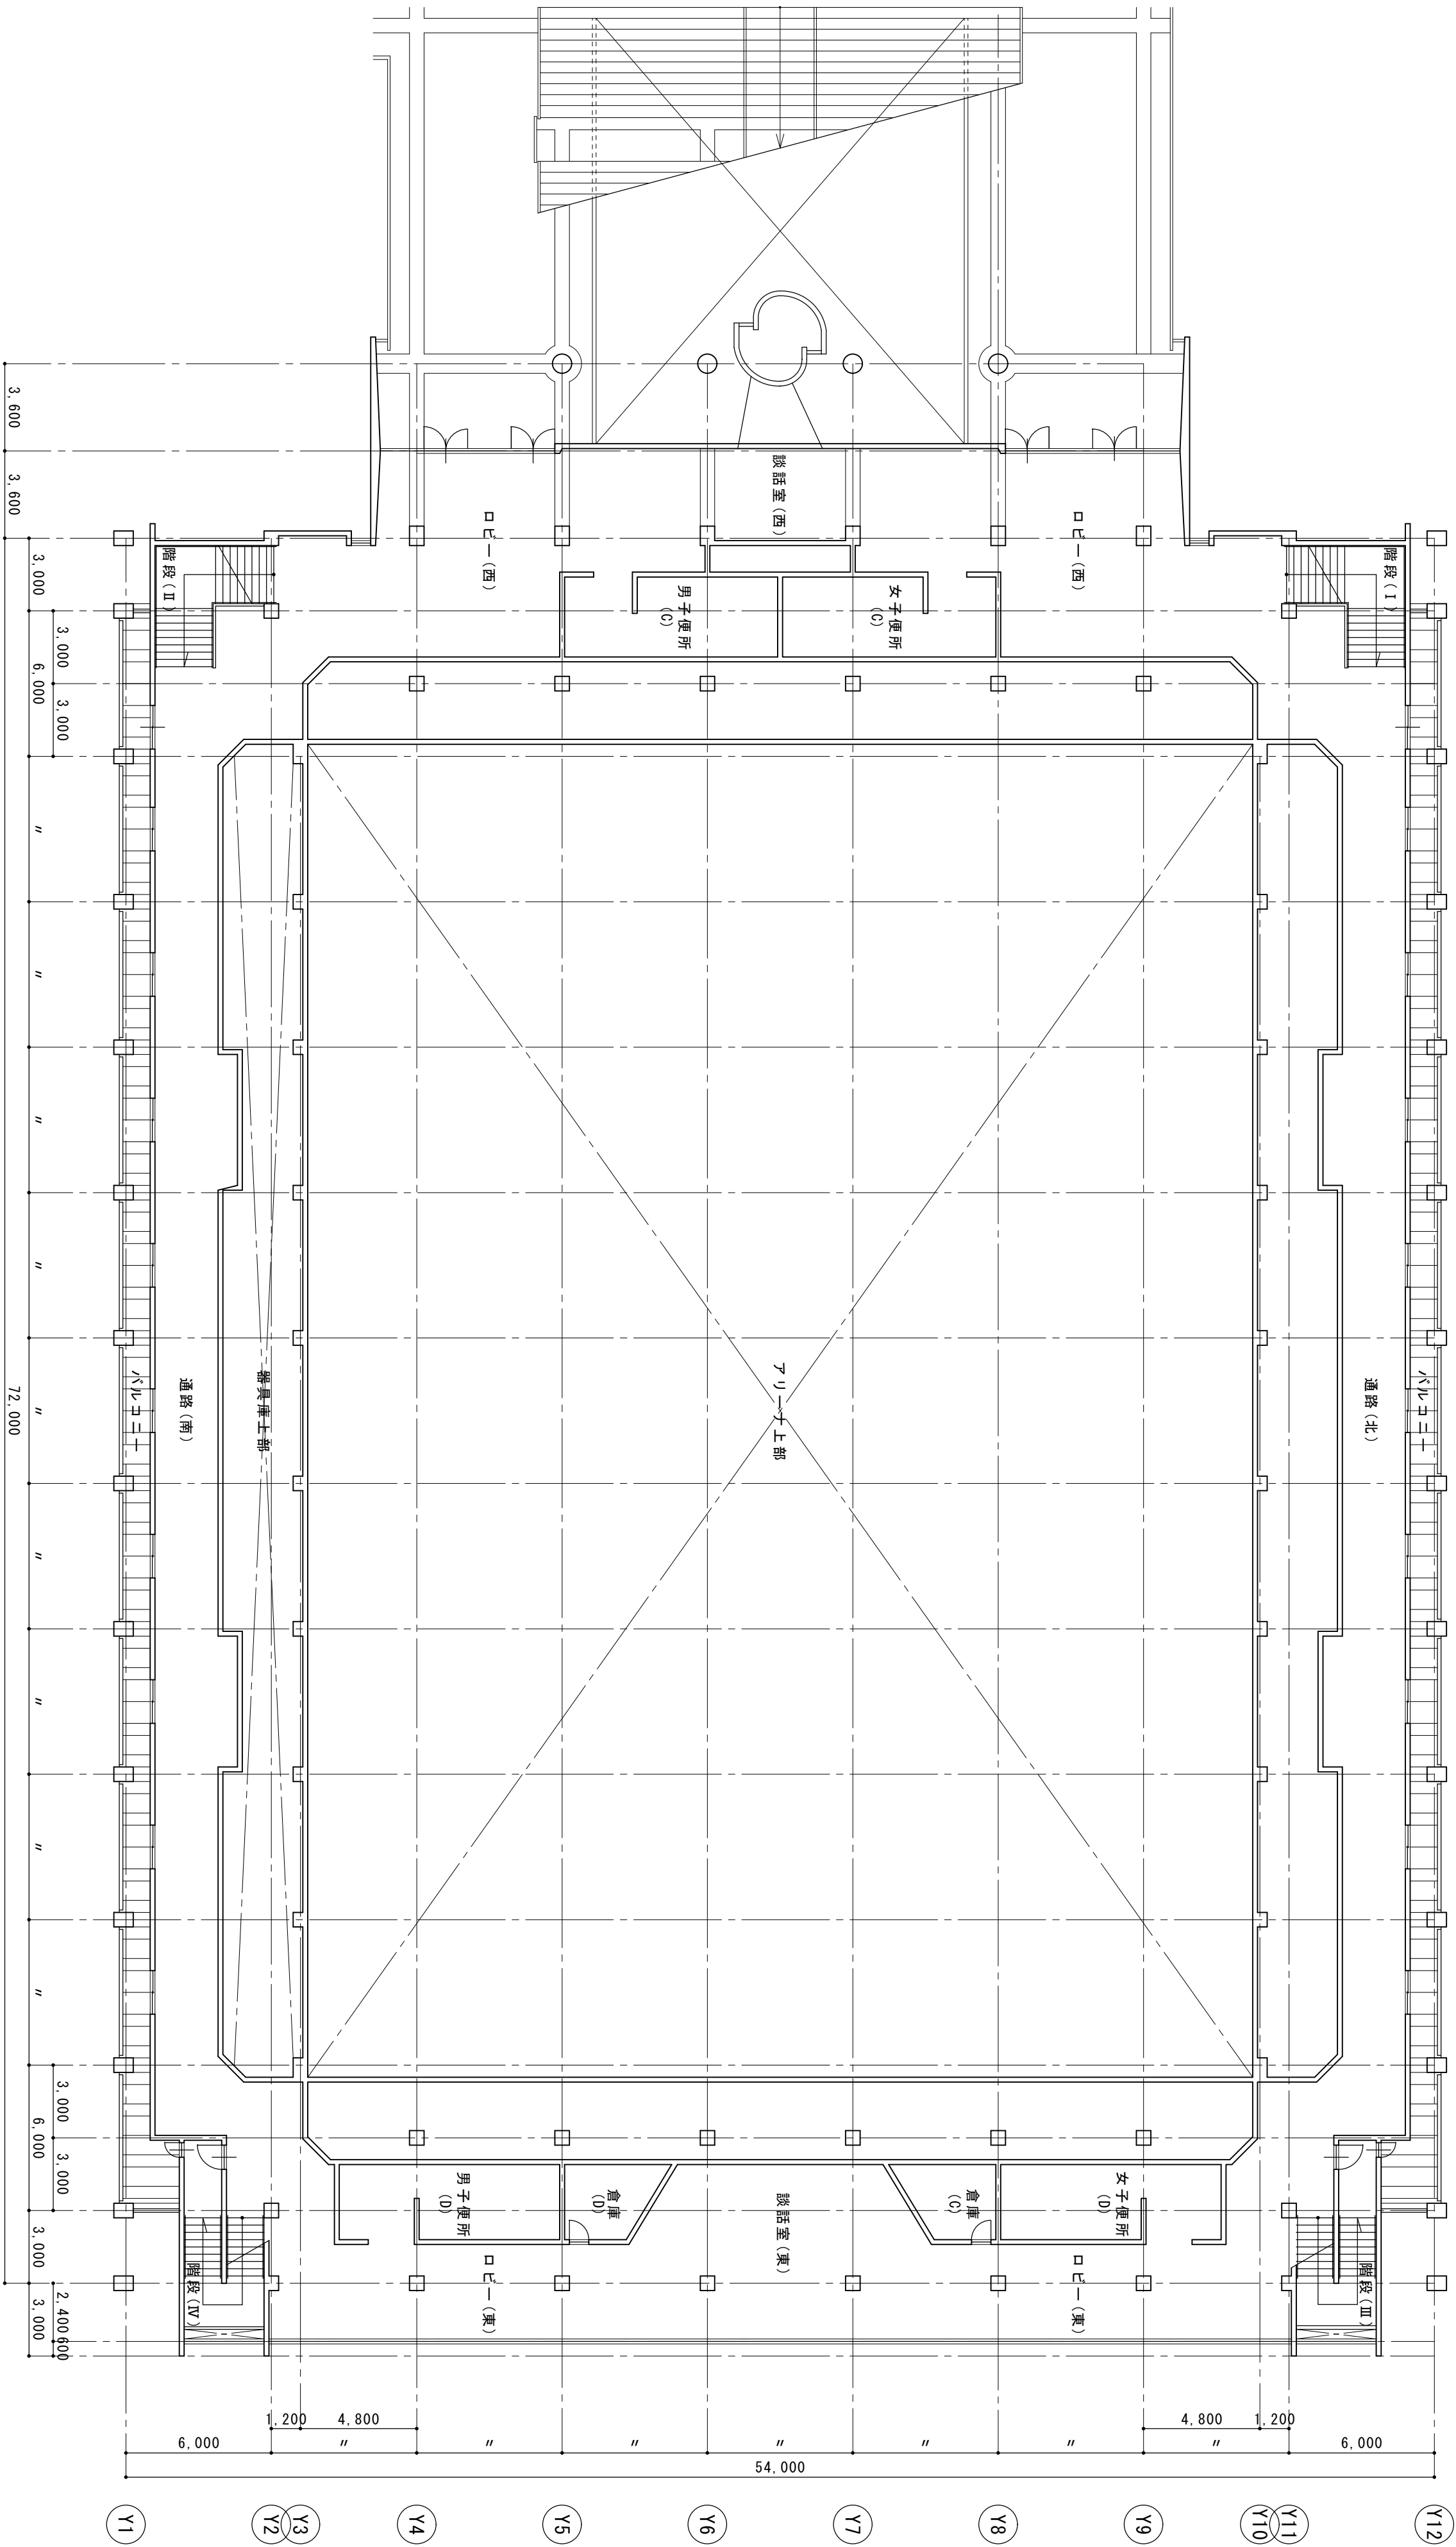 談話室(西)
ロビー(西)
ロビー(西)
階段(Ⅱ)
階段(Ⅰ)
男子便所
(C)
女子便所
(C)
バルコニー
通路(南)
器具庫上部
アリーナ上部
通路(北)
バルコニー
男子便所
(D)
倉庫
(D)
談話室(東)
倉庫
(C)
女子便所
(D)
ロビー(東)
ロビー(東)
階段(Ⅳ)
階段(Ⅲ)
3,600
3,600
3,000
3,000
6,000
3,000
〃
〃
〃
〃
〃
〃
〃
〃
〃
72,000
3,000
6,000
3,000
3,000
2,400
600
3,000
1,200
4,800
4,800
1,200
6,000
〃
〃
〃
〃
〃
〃
〃
6,000
54,000
Y1
Y2
Y3
Y4
Y5
Y6
Y7
Y8
Y9
Y10
Y11
Y12